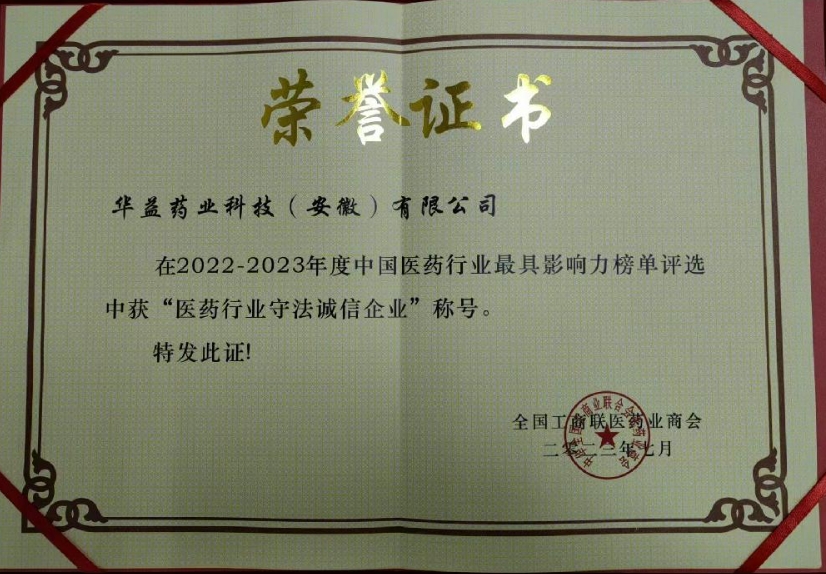 荣誉证书
华益药业科技（安徽）有限公司
在2022-2023年度中国医药行业最具影响力榜单评选
中获“医药行业守法诚信企业”称号。
特发此证!
全国工商联医药业商会
二零二三年七月